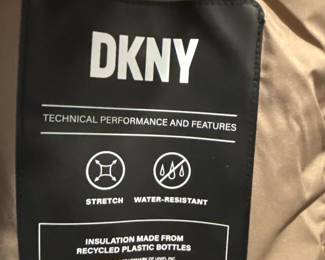 DKNY
TECHNICAL PERFORMANCE AND FEATURES
STRETCH WATER-RESISTANT
INSULATION MADE FROM
RECYCLED PLASTIC BOTTLES